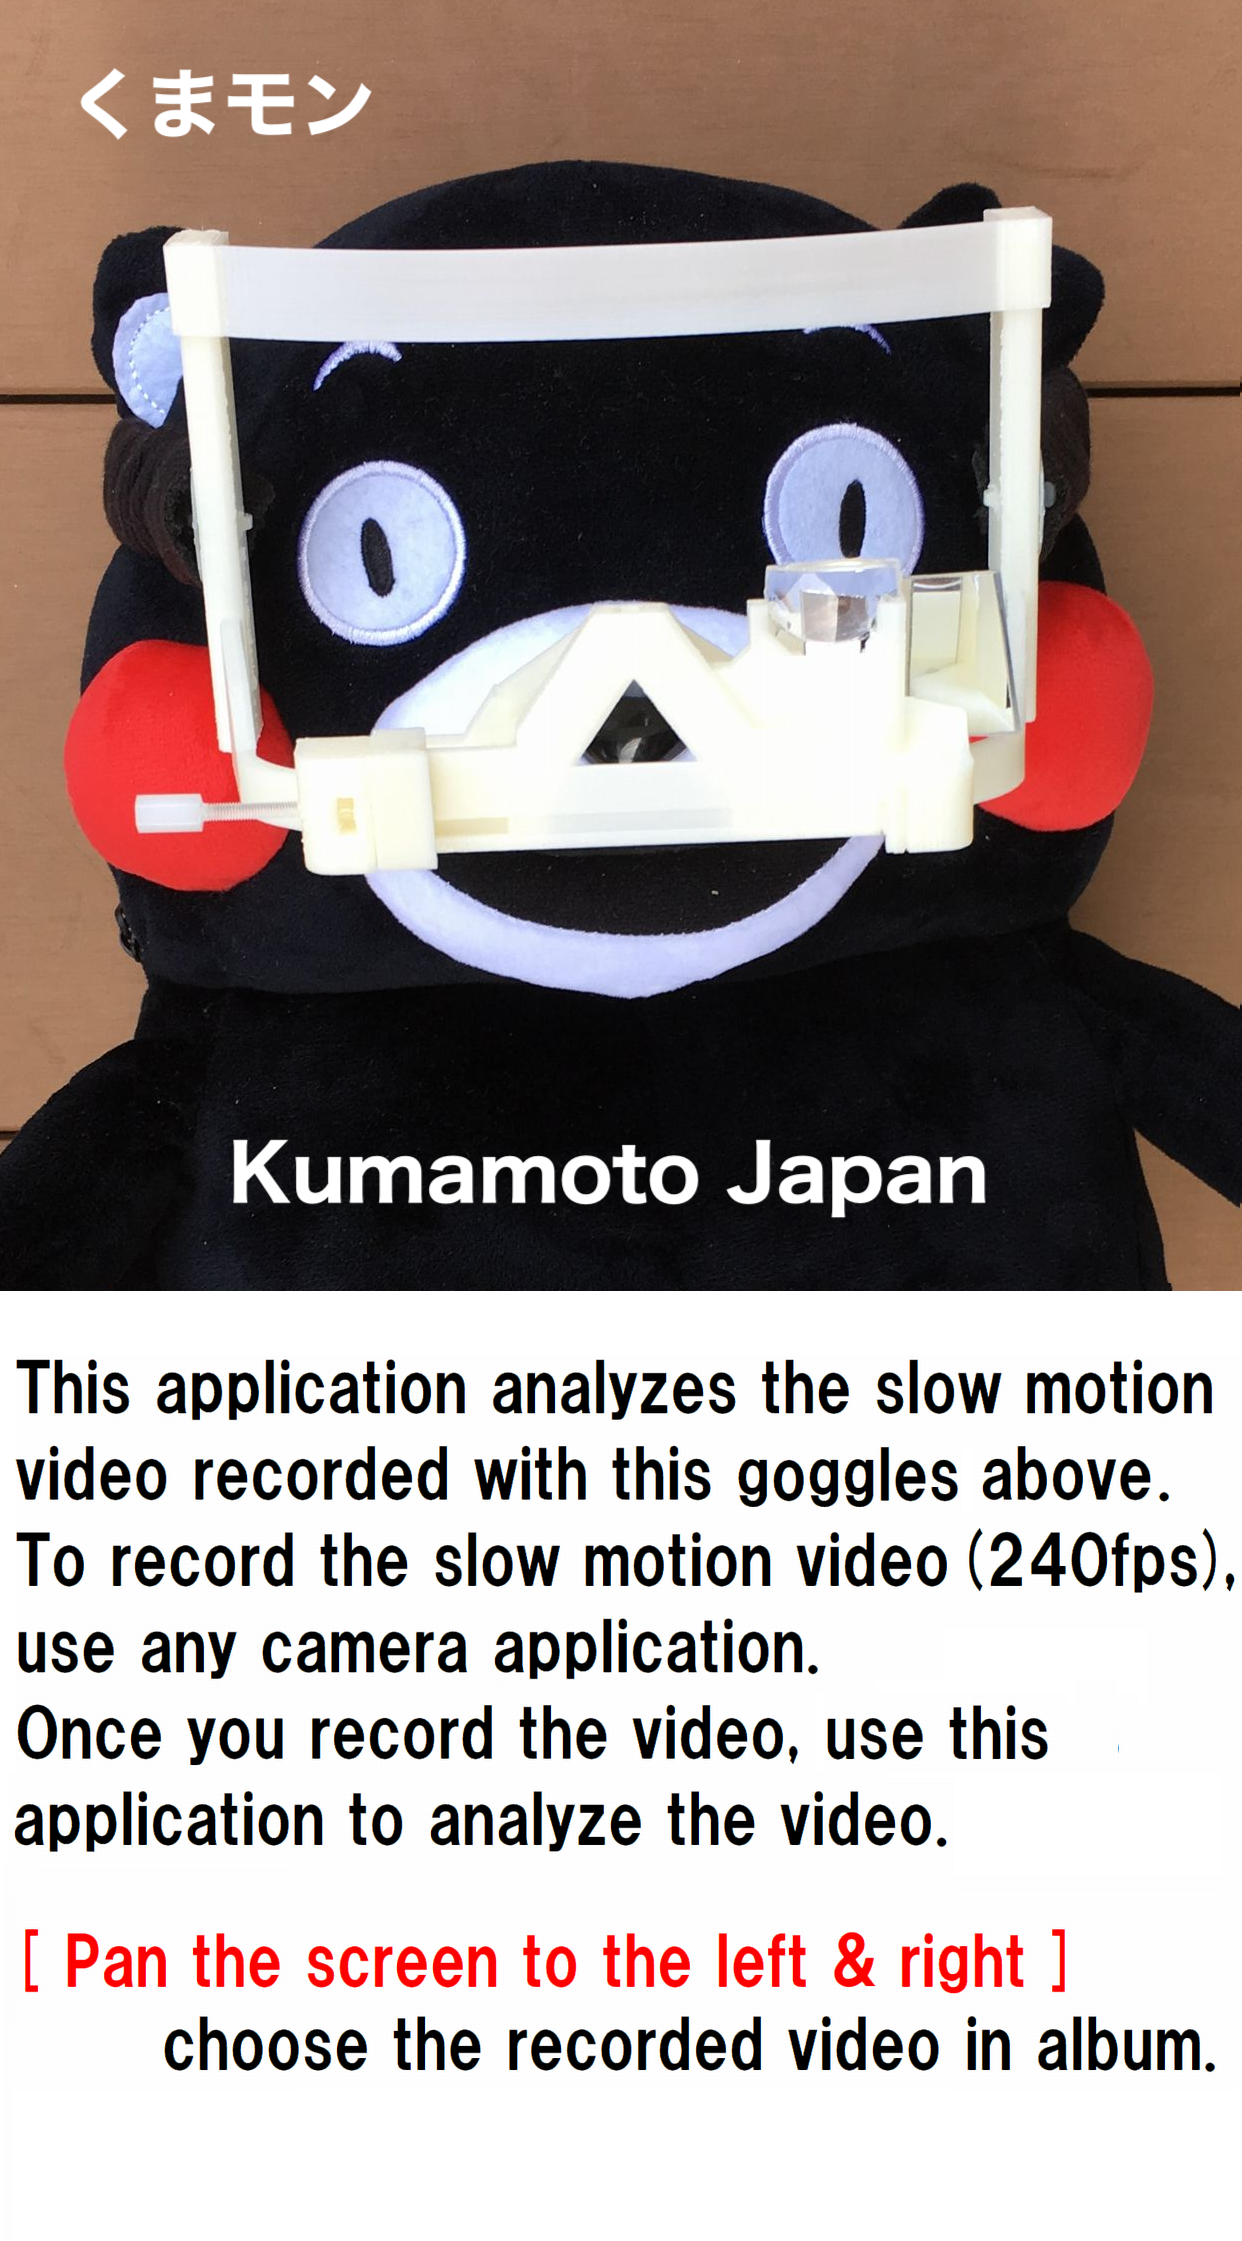 くまモン
Kumamoto Japan
This application analyzes the slow motion
video recorded with this goggles above.
To record the slow motion video (240fps),
use any camera application.
Once you record the video, use this
application to analyze the video.
[ Pan the screen to the left & right ]
choose the recorded video in album.